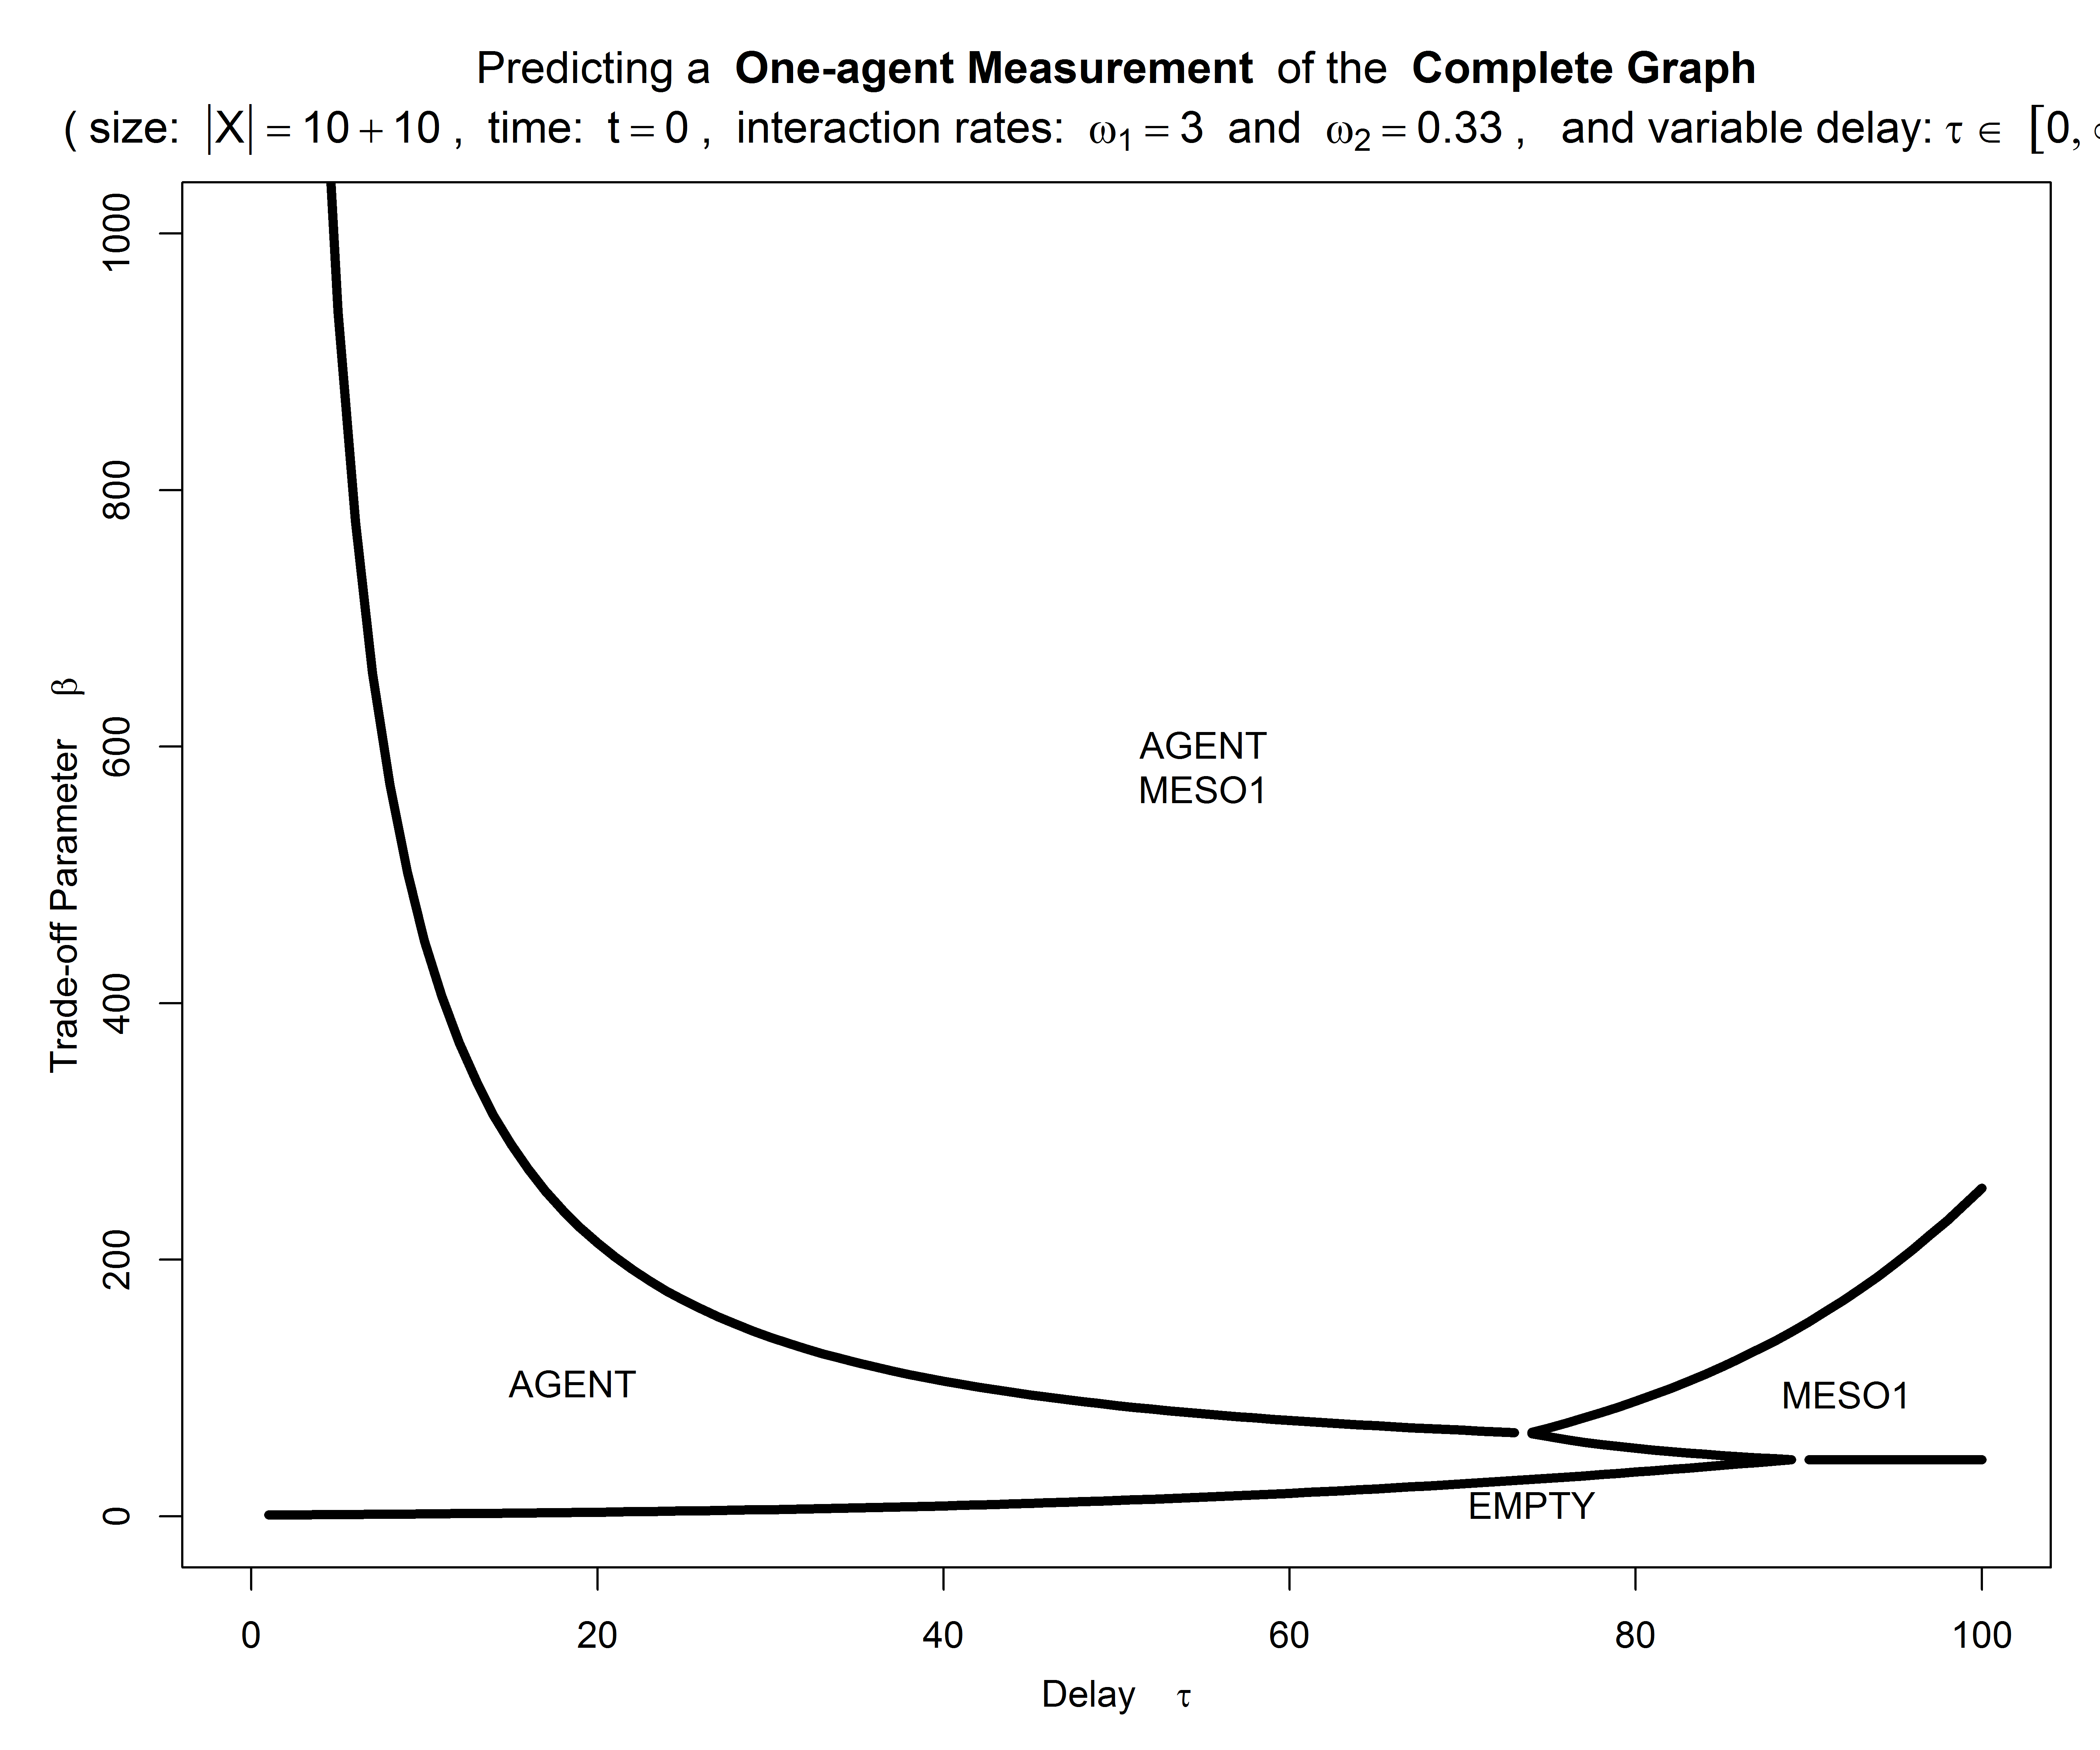 Predicting a One-agent Measurement of the Complete Graph
( size: |X| = 10 + 10 , time: t = 0 , interaction rates: ω1 = 3 and ω2 = 0.33 , and variable delay: τ ∈ [0,
1000
800
600
400
200
0
Trade-off Parameter β
AGENT
MESO1
AGENT
MESO1
EMPTY
0 20 40 60 80 100
Delay τ